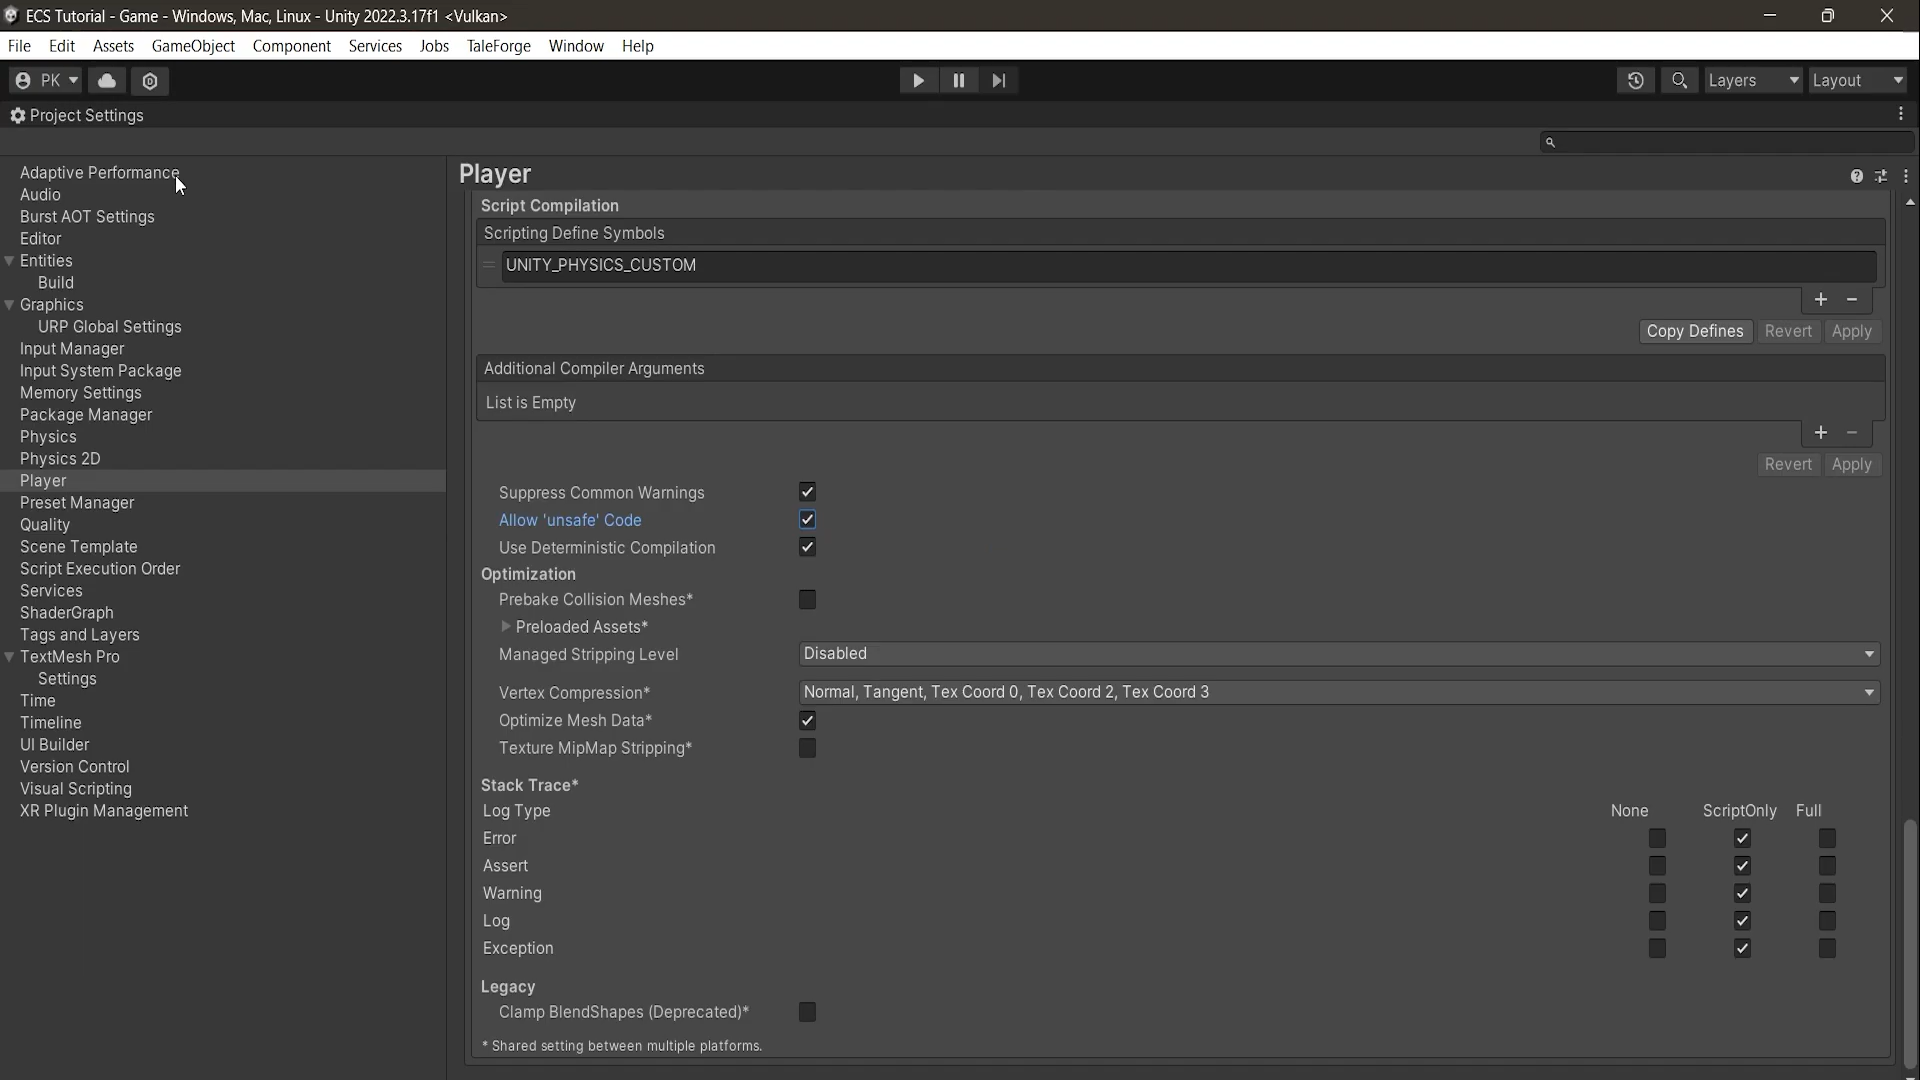 ECS Tutorial - Game - Windows, Mac, Linux - Unity 2022.3.17f1 <Vulkan>
File Edit Assets GameObject Component Services Jobs TaleForge Window Help
PK Layers Layout
Project Settings
Adaptive Performance
Audio
Burst AOT Settings
Editor
Entities
Build
Graphics
URP Global Settings
Input Manager
Input System Package
Memory Settings
Package Manager
Physics
Physics 2D
Player
Preset Manager
Quality
Scene Template
Script Execution Order
Services
ShaderGraph
Tags and Layers
TextMesh Pro
Settings
Time
Timeline
UI Builder
Version Control
Visual Scripting
XR Plugin Management
Player
Script Compilation
Scripting Define Symbols
UNITY_PHYSICS_CUSTOM
+ -
Copy Defines Revert Apply
Additional Compiler Arguments
List is Empty
+ -
Revert Apply
Suppress Common Warnings
Allow 'unsafe' Code
Use Deterministic Compilation
Optimization
Prebake Collision Meshes*
Preloaded Assets*
Managed Stripping Level Disabled
Vertex Compression* Normal, Tangent, Tex Coord 0, Tex Coord 2, Tex Coord 3
Optimize Mesh Data*
Texture MipMap Stripping*
Stack Trace*
Log Type None ScriptOnly Full
Error
Assert
Warning
Log
Exception
Legacy
Clamp BlendShapes (Deprecated)*
* Shared setting between multiple platforms.